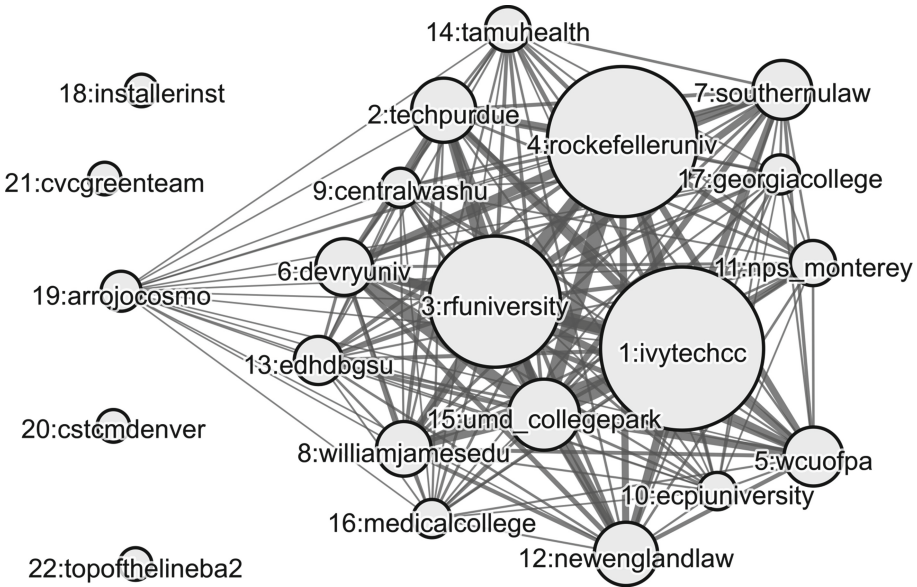 14:tamuhealth
18:installerinst
7:southernulaw
2:techpurdue
4:rockefelleruniv
21:cvcgreenteam
9:centralwashu
17:georgiacollege
6:devryuniv
11:nps_monterey
19:arrojocosmo
3:rfuniversity
1:ivytechcc
13:edhdbgsu
15:umd_collegepark
20:cstcmdenver
8:williamjamesedu
5:wcuofpa
10:ecpiuniversity
16:medicalcollege
12:newenglandlaw
22:topofthelineba2